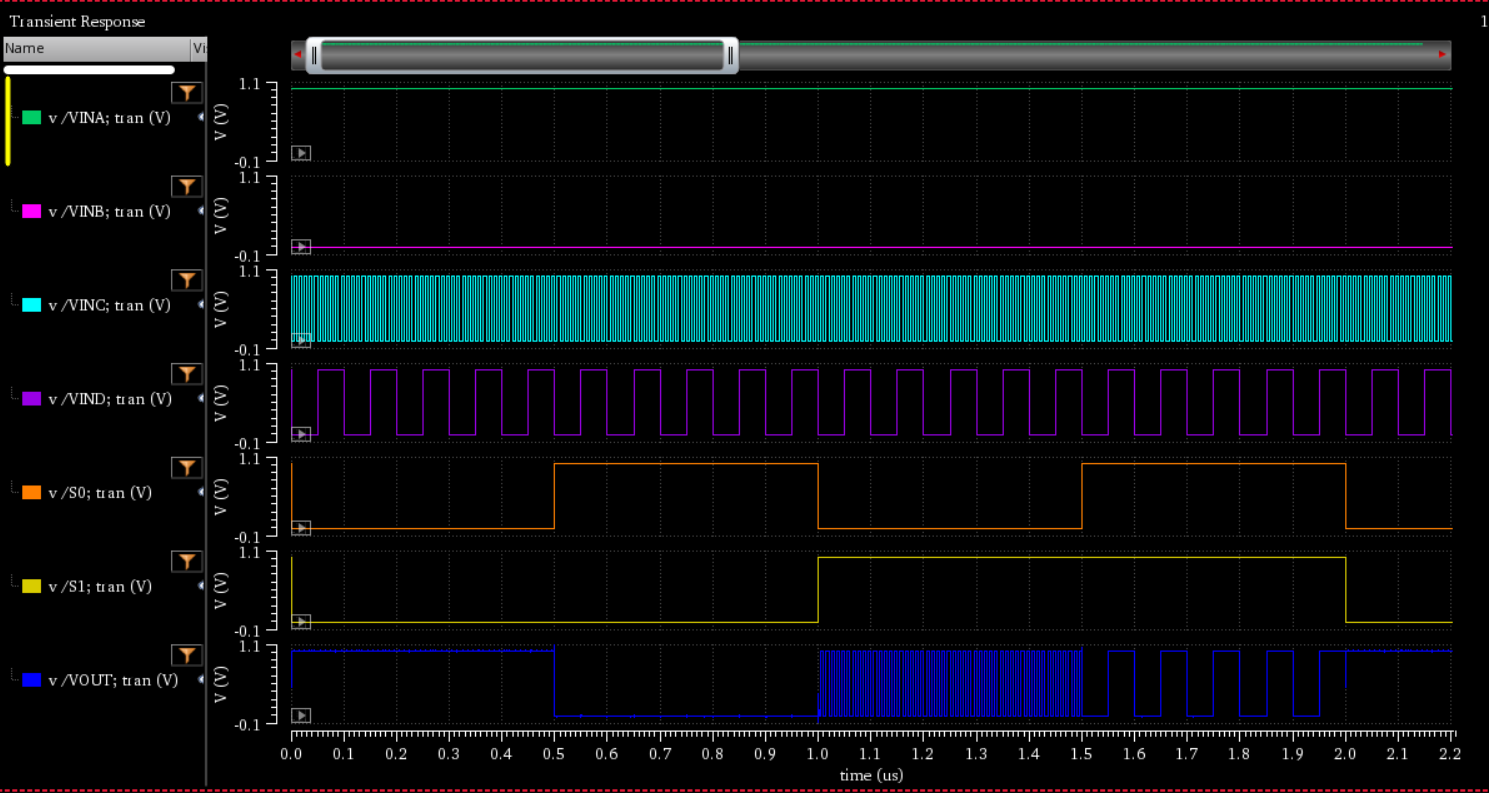 Transient Response
1
Name Vi
v /VINA; tran (V)
1.1
V (V)
-0.1
v /VINB; tran (V)
1.1
V (V)
-0.1
v /VINC; tran (V)
1.1
V (V)
-0.1
v /VIND; tran (V)
1.1
V (V)
-0.1
v /S0; tran (V)
1.1
V (V)
-0.1
v /S1; tran (V)
1.1
V (V)
-0.1
v /VOUT; tran (V)
1.1
V (V)
-0.1
0.0 0.1 0.2 0.3 0.4 0.5 0.6 0.7 0.8 0.9 1.0 1.1 1.2 1.3 1.4 1.5 1.6 1.7 1.8 1.9 2.0 2.1 2.2
time (us)